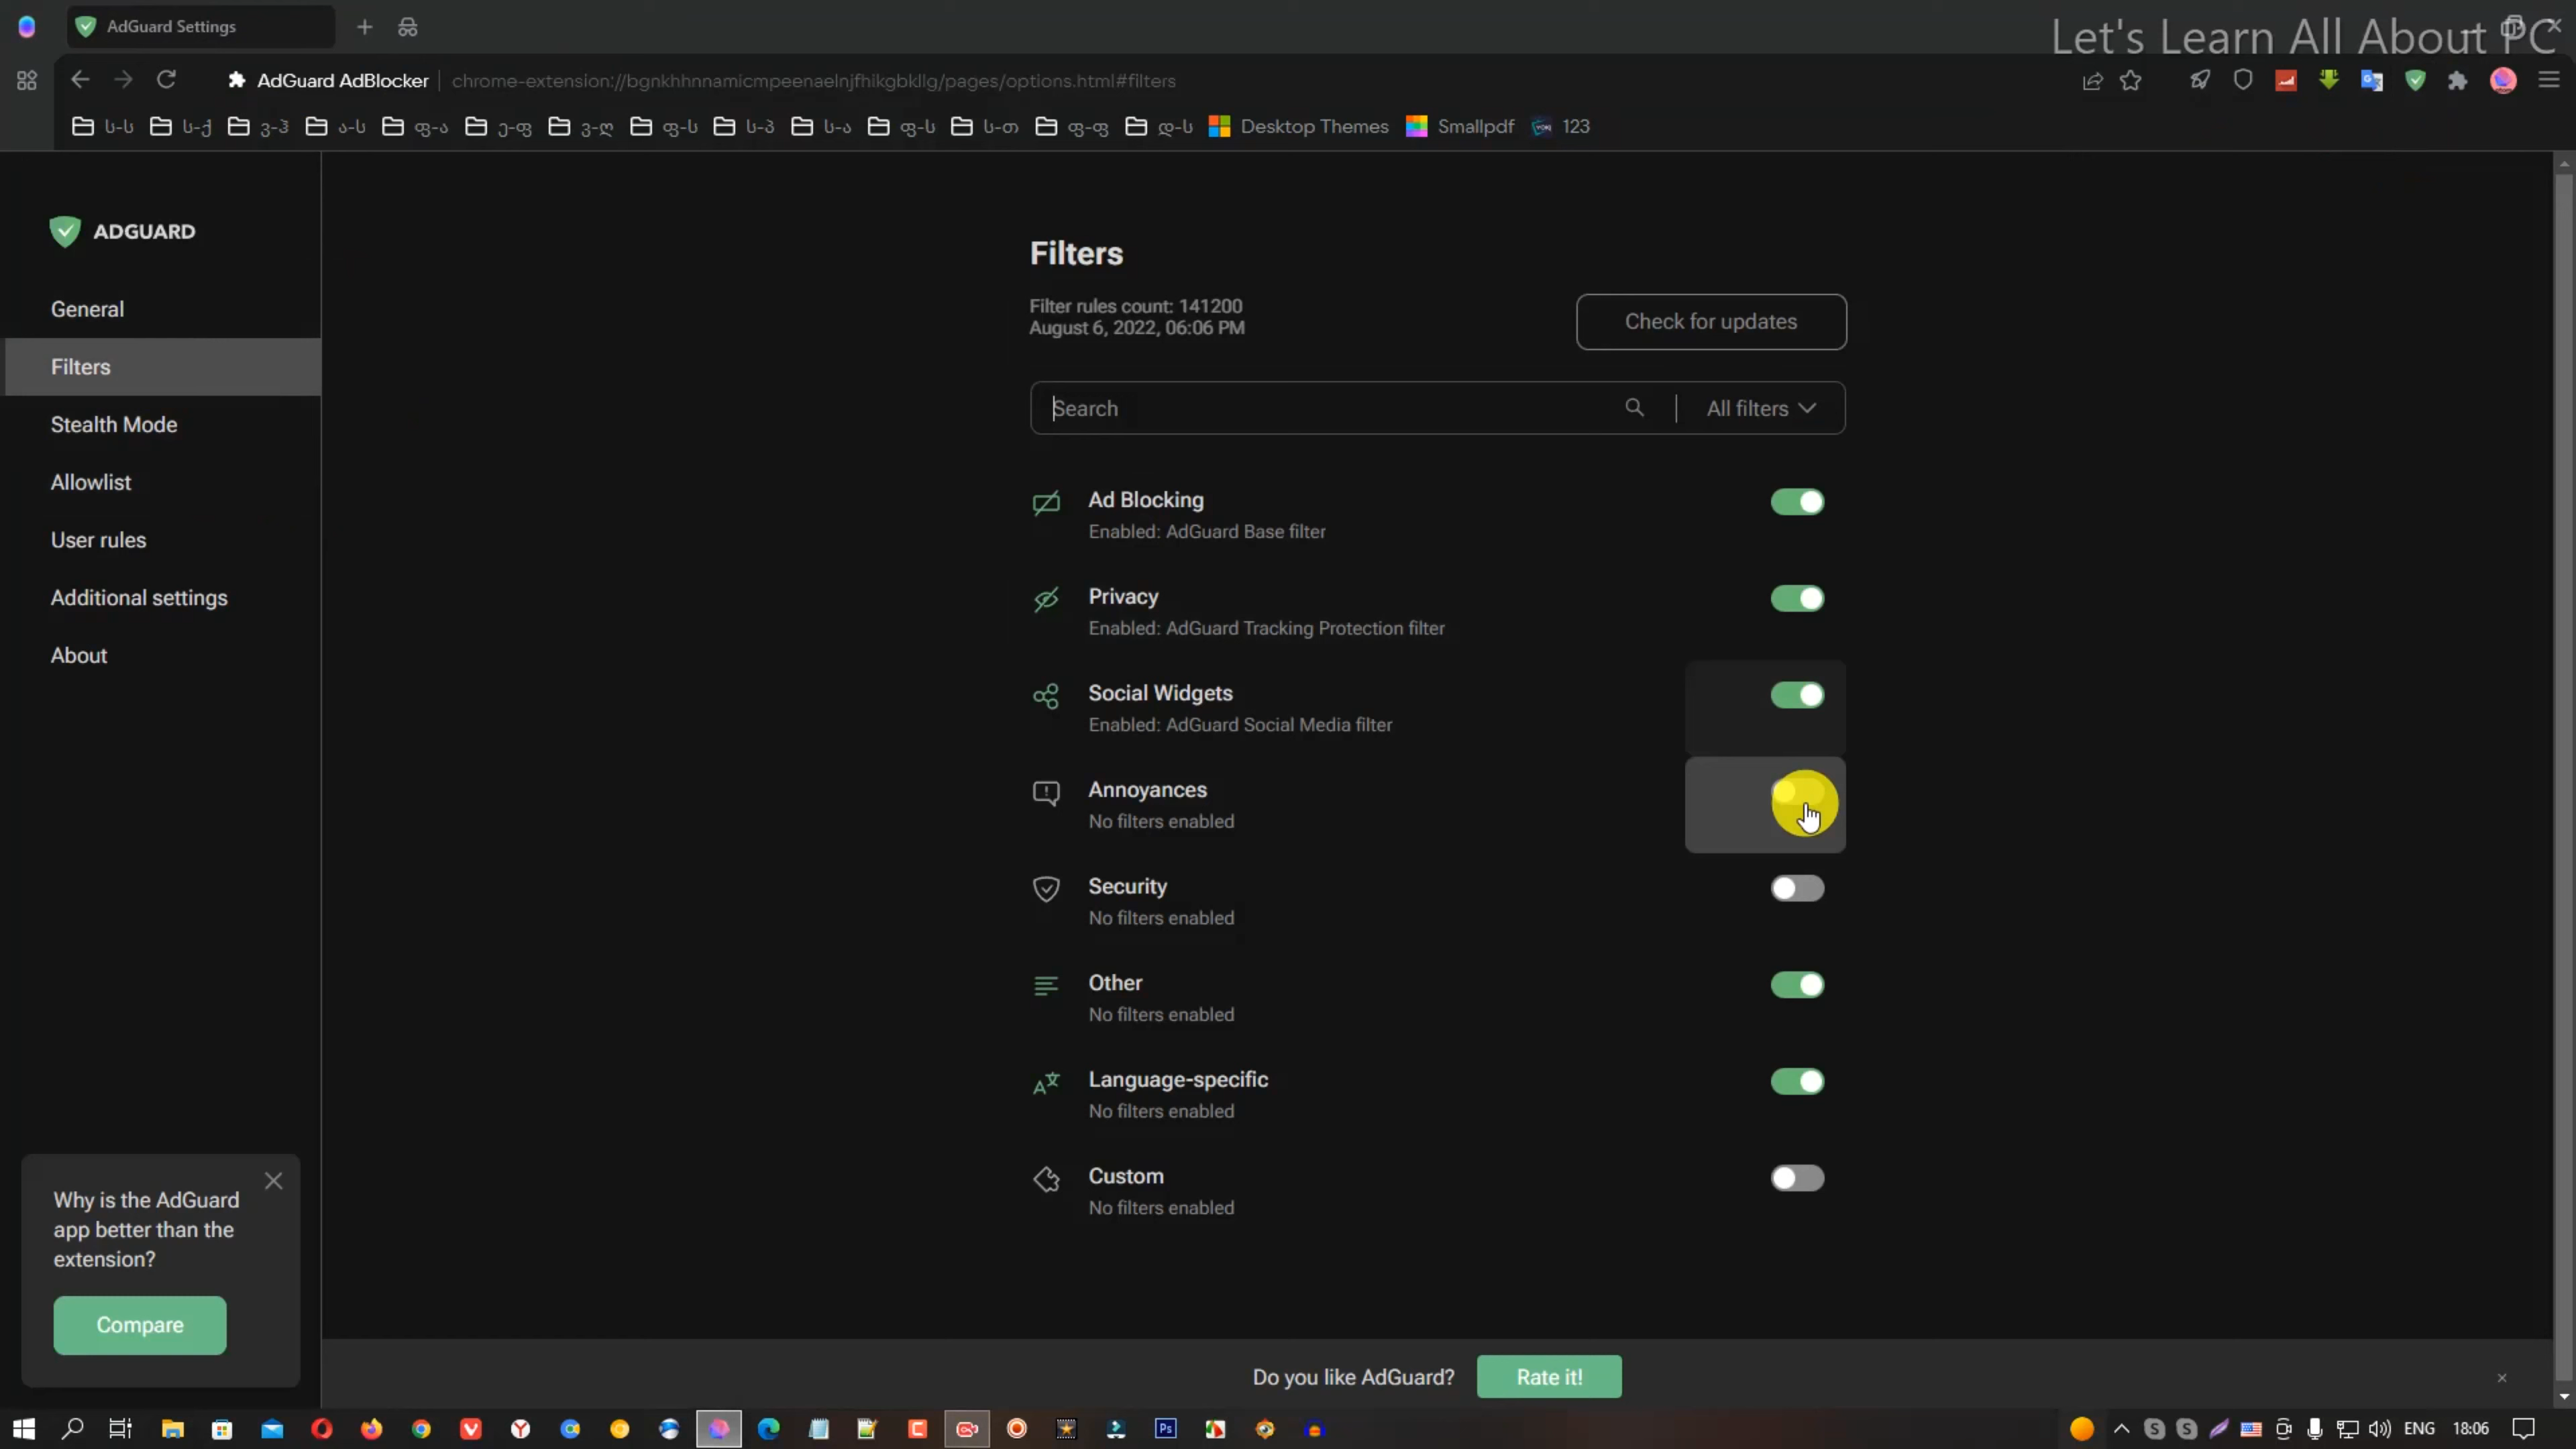 AdGuard Settings
Let's Learn All About PC
AdGuard AdBlocker
chrome-extension://bgnkhhnnamicmpeenaelnjfhikgbkllg/pages/options.html#filters
ს-ს ს-ქ ვ-ჰ ა-ს ფ-ა ე-ფ ვ-ღ ფ-ს ს-პ ს-ა ფ-ს ს-თ ფ-ფ დ-ს Desktop Themes Smallpdf 123
ADGUARD
General
Filters
Stealth Mode
Allowlist
User rules
Additional settings
About
Why is the AdGuard
app better than the
extension?
Compare
Filters
Filter rules count: 141200
August 6, 2022, 06:06 PM
Check for updates
Search
All filters
Ad Blocking
Enabled: AdGuard Base filter
Privacy
Enabled: AdGuard Tracking Protection filter
Social Widgets
Enabled: AdGuard Social Media filter
Annoyances
No filters enabled
Security
No filters enabled
Other
No filters enabled
Language-specific
No filters enabled
Custom
No filters enabled
Do you like AdGuard?
Rate it!
ENG 18:06